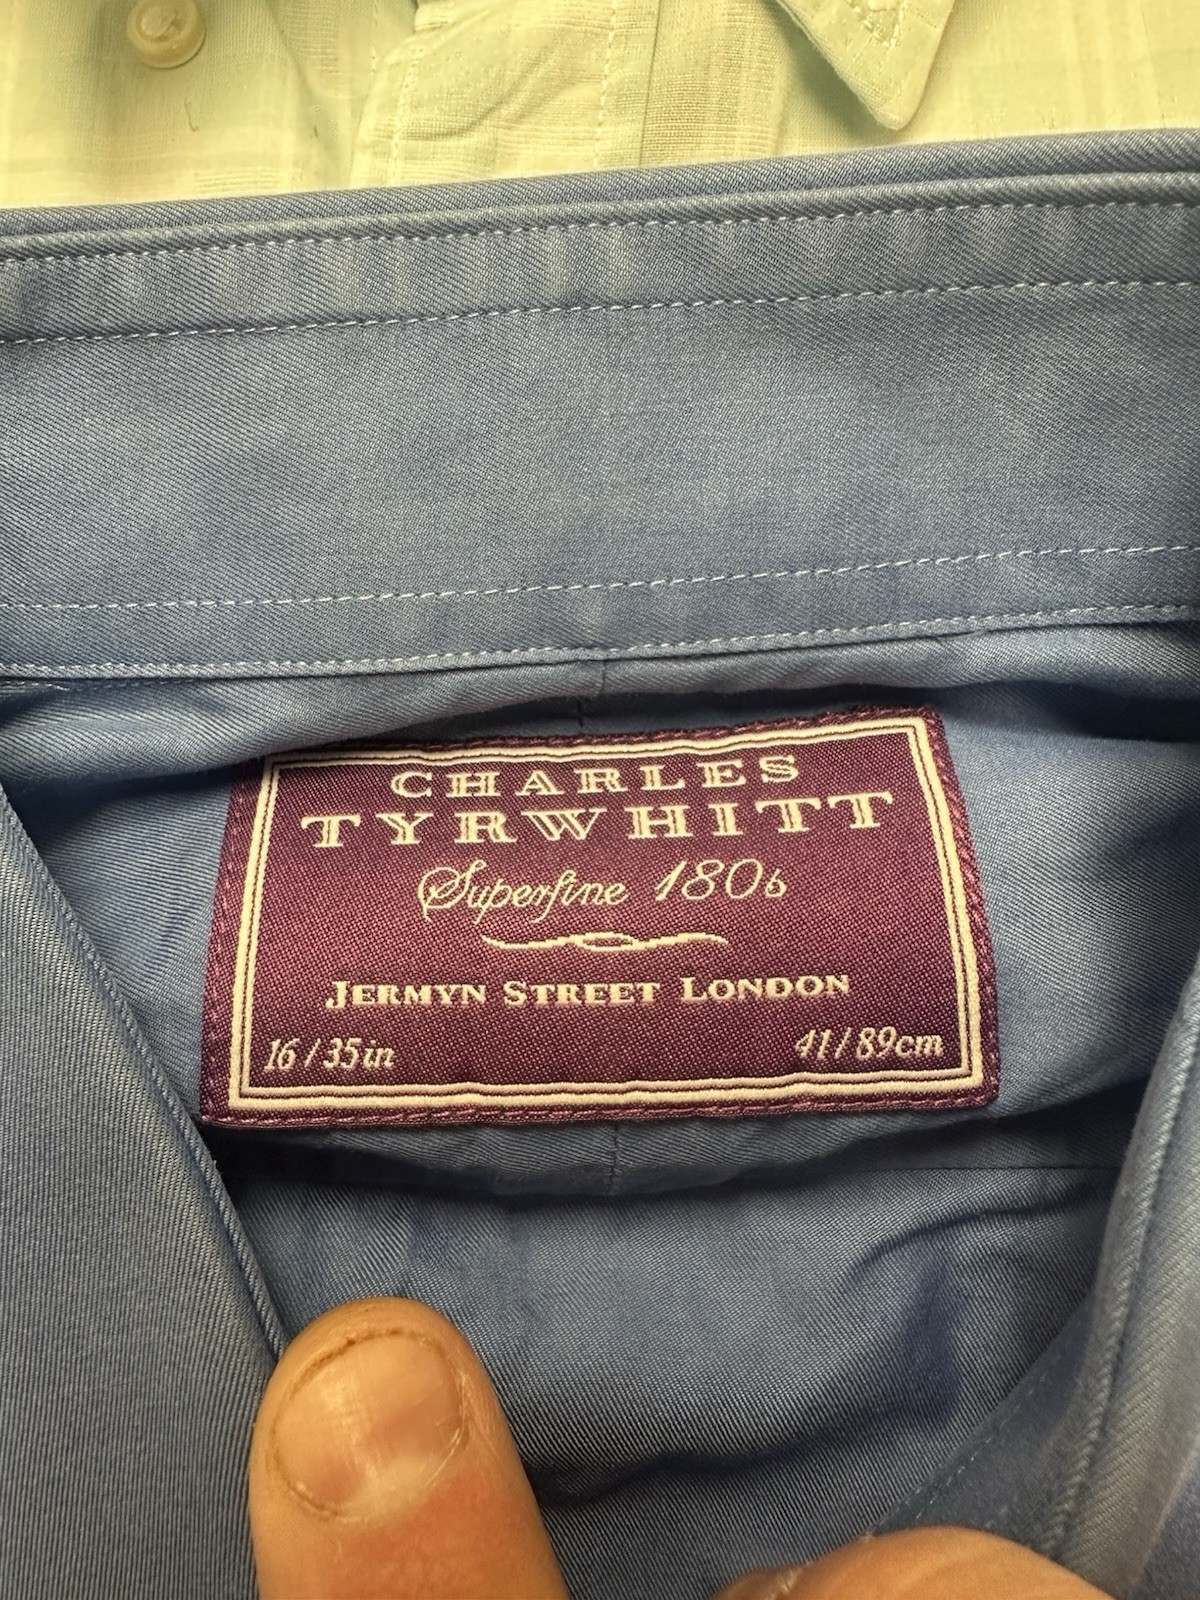 CHARLES
TYRWHITT
Superfine 180s
JERMYN STREET LONDON
16/35in 41/89cm